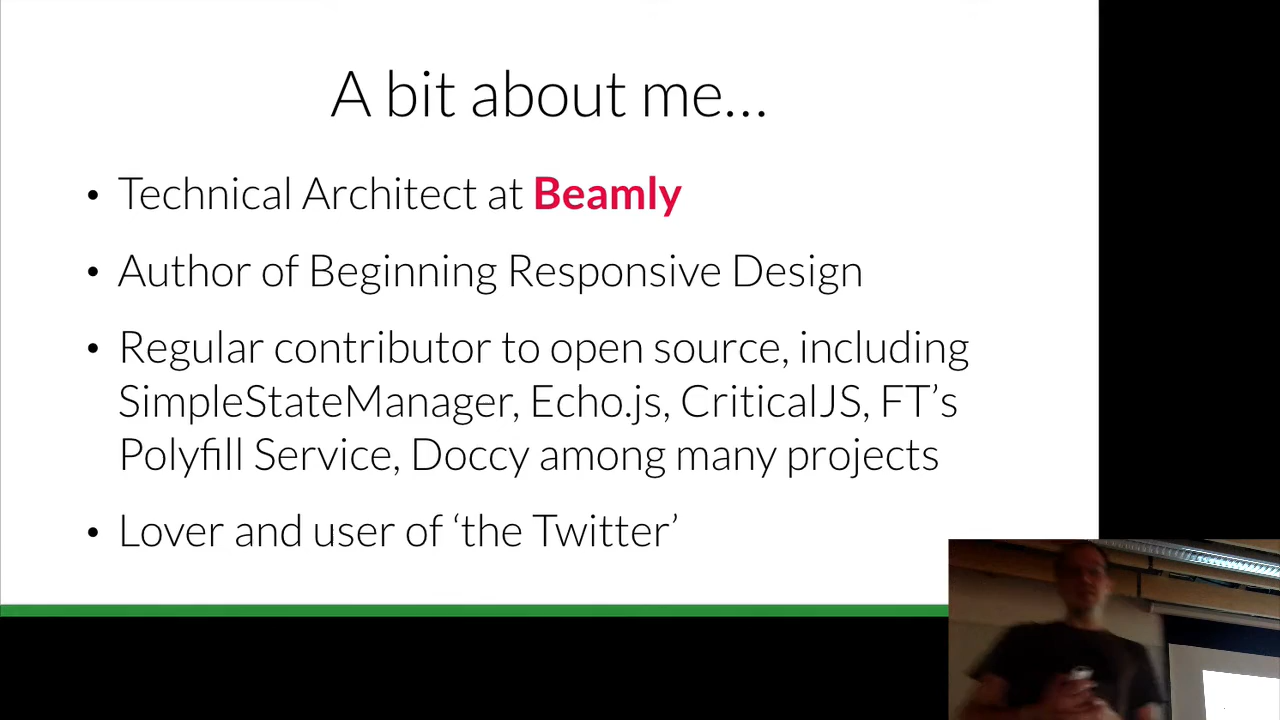 A bit about me...
• Technical Architect at Beamly
• Author of Beginning Responsive Design
• Regular contributor to open source, including
SimpleStateManager, Echo.js, CriticalJS, FT’s
Polyfill Service, Doccy among many projects
• Lover and user of ‘the Twitter’